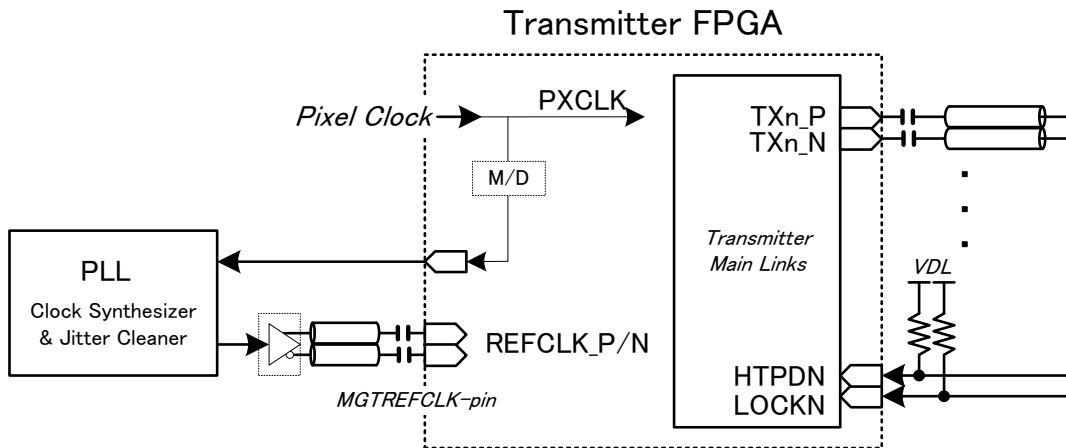 Transmitter FPGA
Pixel Clock
PXCLK
TXn_P
TXn_N
M/D
Transmitter
Main Links
PLL
Clock Synthesizer
& Jitter Cleaner
VDL
REFCLK_P/N
HTPDN
LOCKN
MGTREFCLK-pin